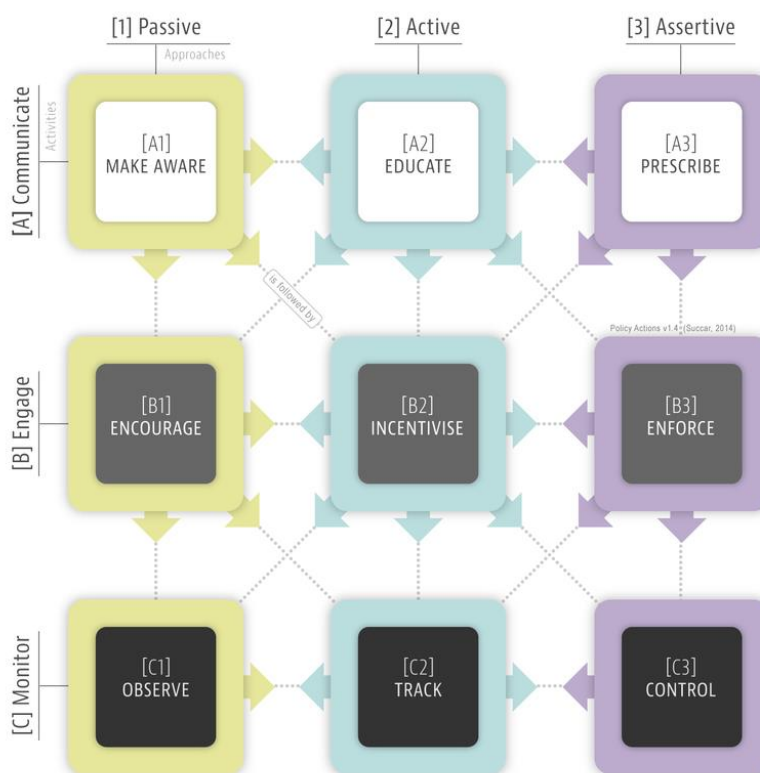 [1] Passive
[2] Active
[3] Assertive
Approaches
[A] Communicate
Activities
[A1]
MAKE AWARE
[A2]
EDUCATE
[A3]
PRESCRIBE
is followed by
Policy Actions v1.4 (Succar, 2014)
[B] Engage
[B1]
ENCOURAGE
[B2]
INCENTIVISE
[B3]
ENFORCE
[C] Monitor
[C1]
OBSERVE
[C2]
TRACK
[C3]
CONTROL